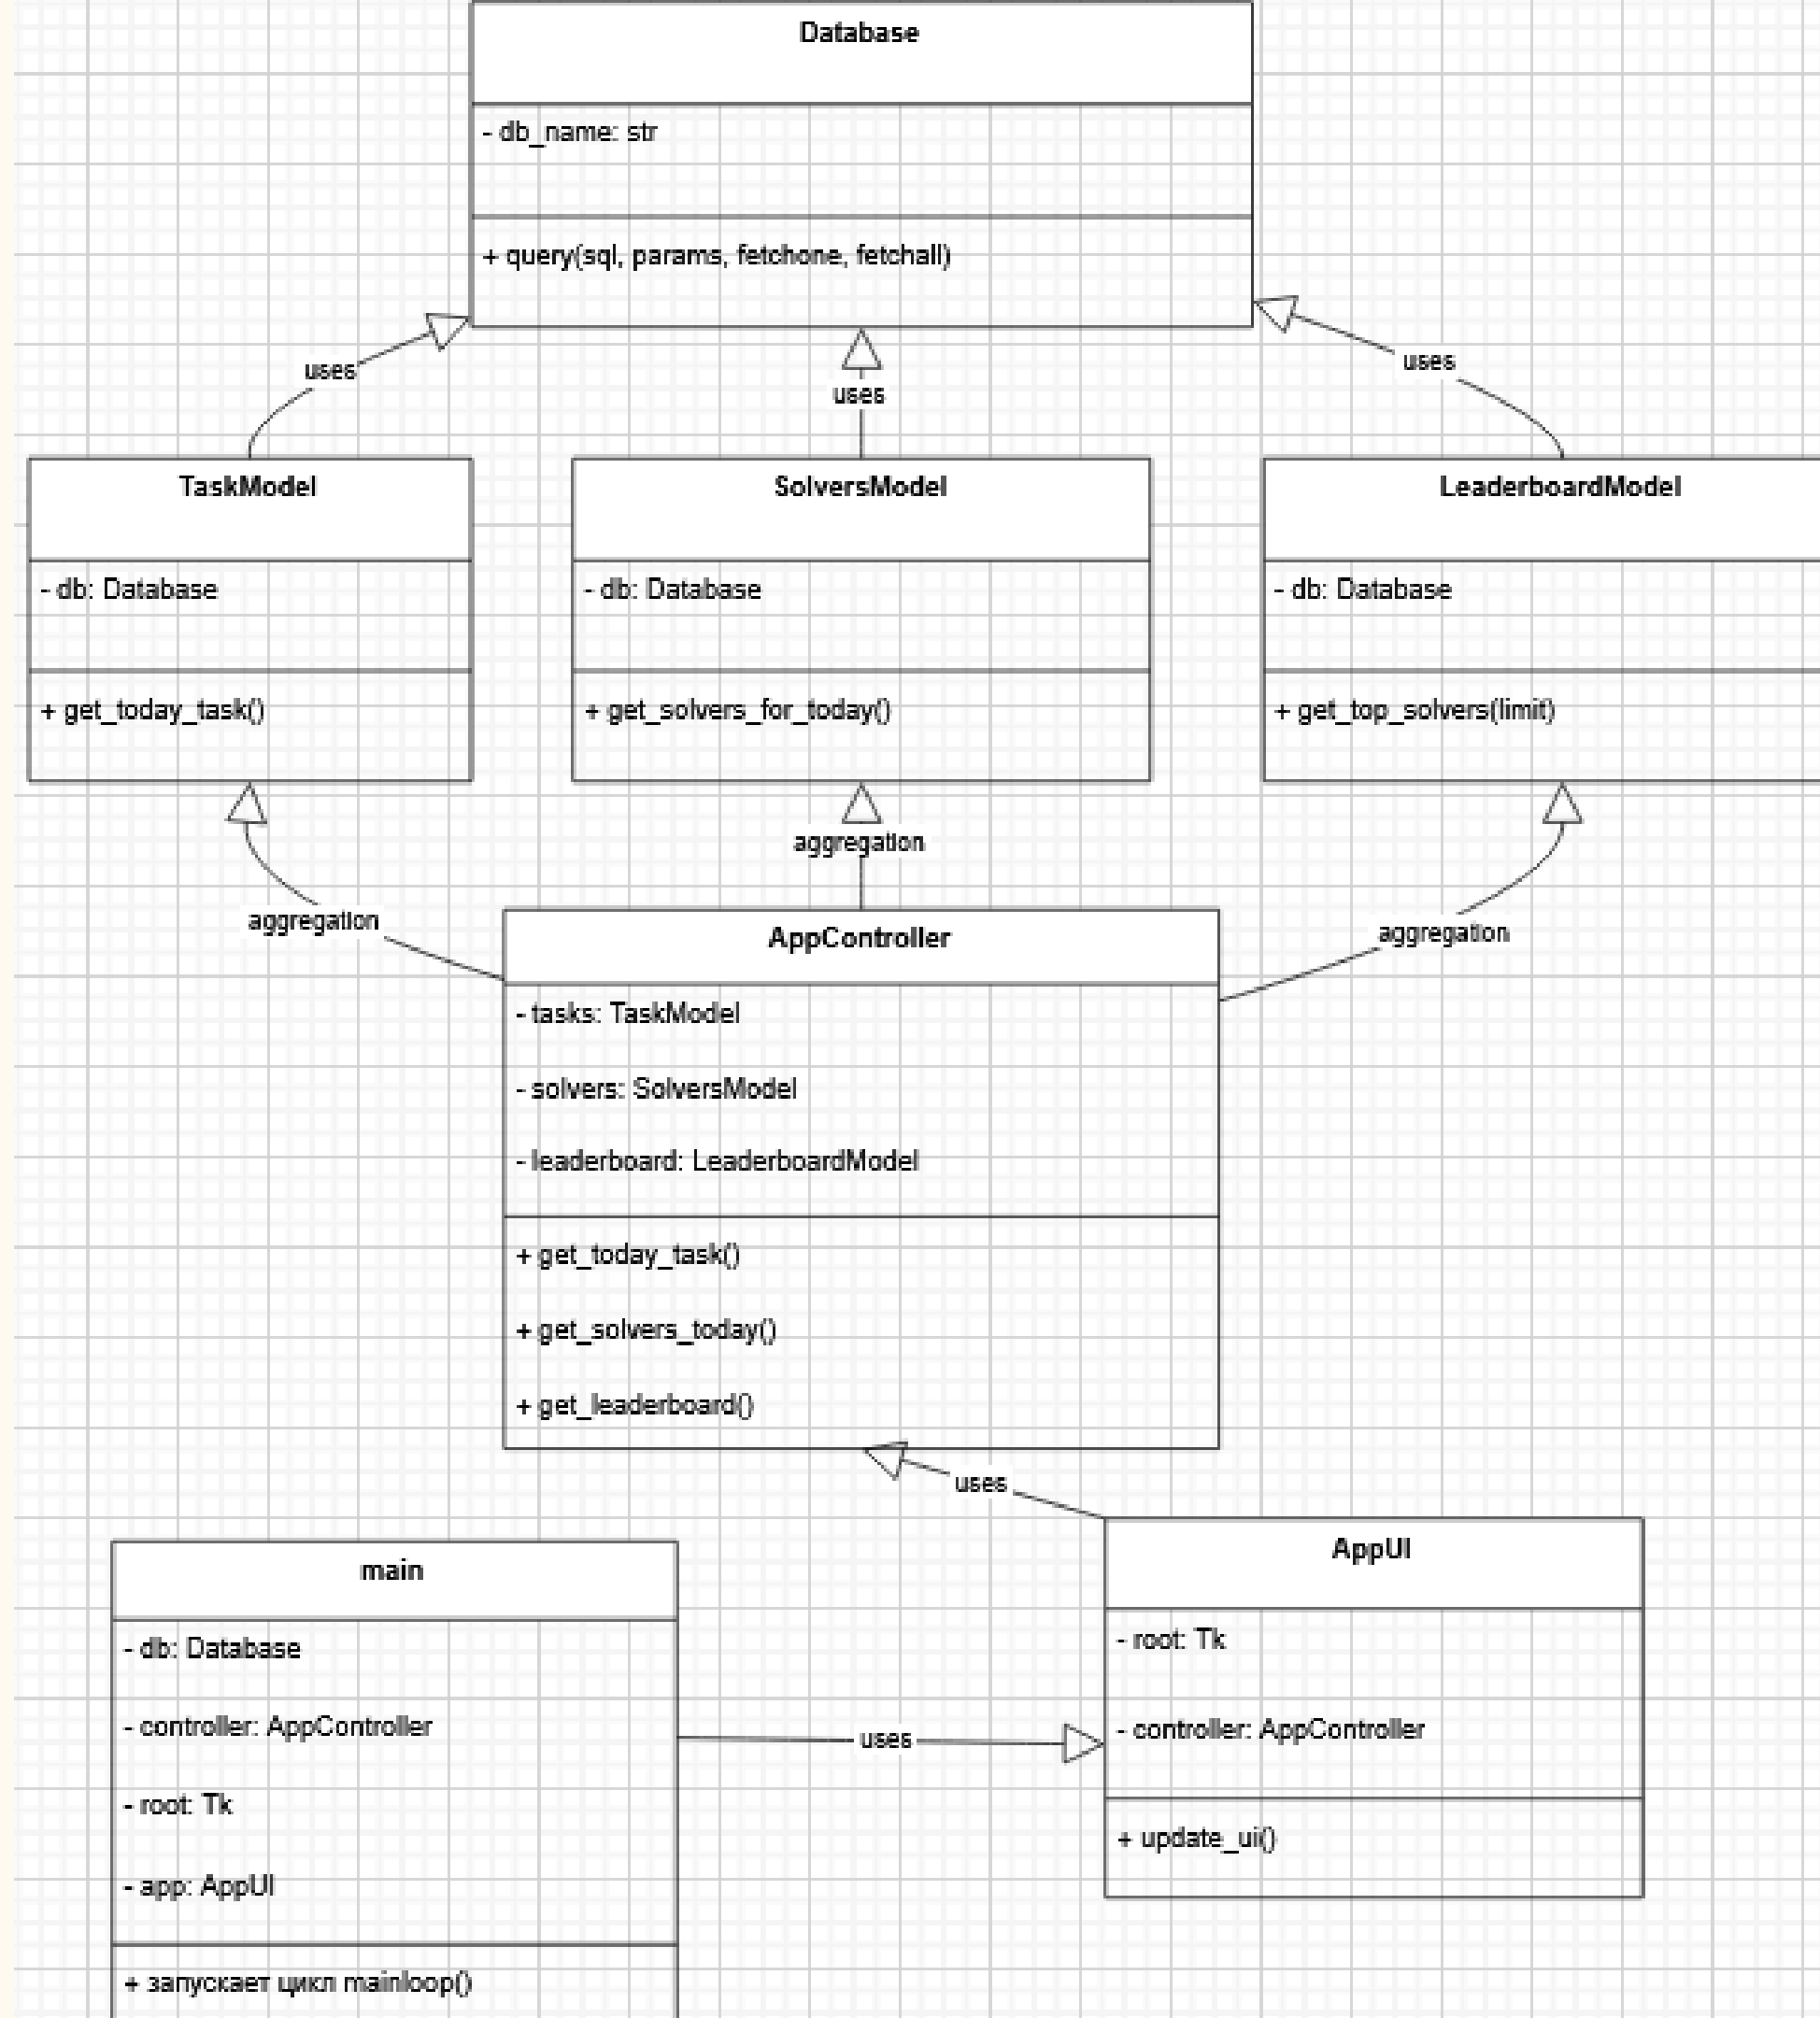 Database
- db_name: str
+ query(sql, params, fetchone, fetchall)
uses
uses
uses
TaskModel
- db: Database
+ get_today_task()
SolversModel
- db: Database
+ get_solvers_for_today()
LeaderboardModel
- db: Database
+ get_top_solvers(limit)
aggregation
aggregation
aggregation
AppController
- tasks: TaskModel
- solvers: SolversModel
- leaderboard: LeaderboardModel
+ get_today_task()
+ get_solvers_today()
+ get_leaderboard()
uses
main
- db: Database
- controller: AppController
- root: Tk
- app: AppUI
+ запускает цикл mainloop()
uses
AppUI
- root: Tk
- controller: AppController
+ update_ui()